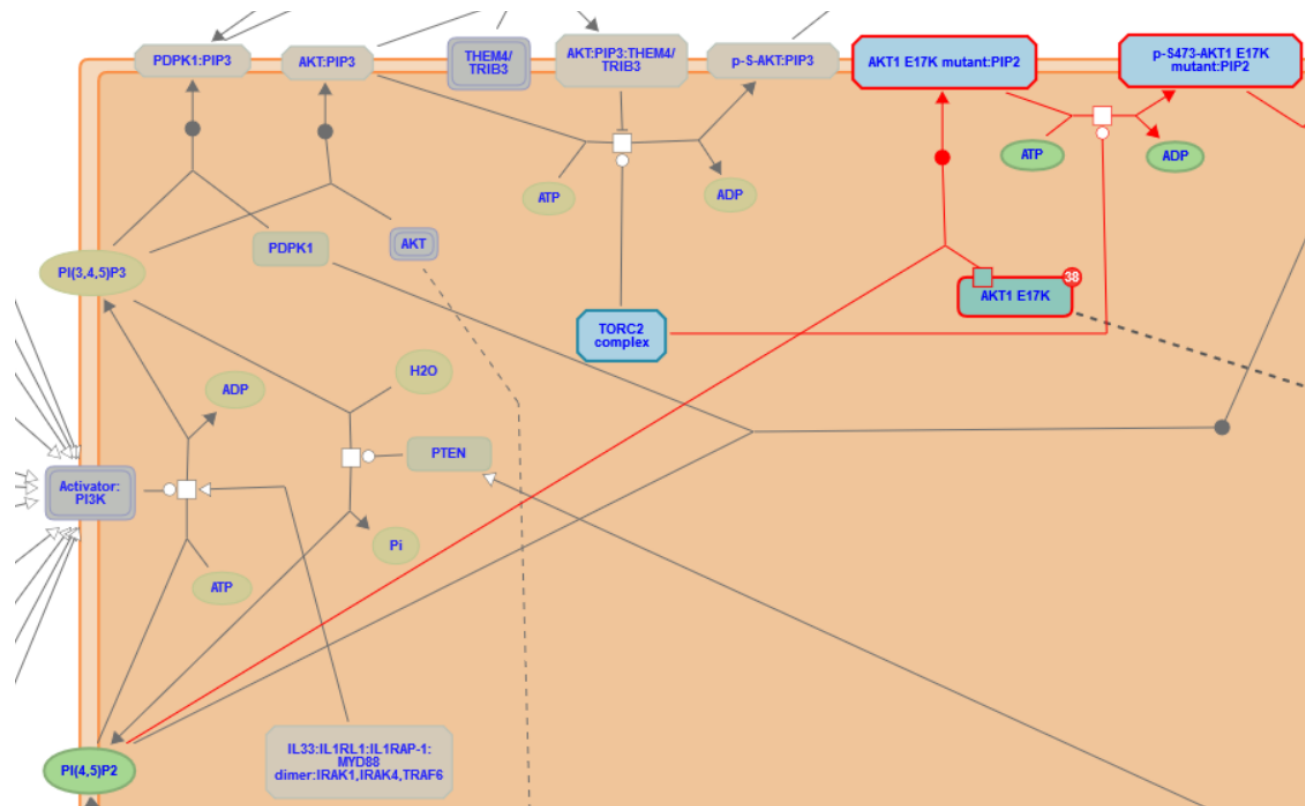 PDPK1:PIP3
AKT:PIP3
THEM4/
TRIB3
AKT:PIP3:THEM4/
TRIB3
p-S-AKT:PIP3
AKT1 E17K mutant:PIP2
p-S473-AKT1 E17K
mutant:PIP2
ATP
ADP
ATP
ADP
PDPK1
AKT
PI(3,4,5)P3
38
AKT1 E17K
TORC2
complex
H2O
ADP
PTEN
Activator:
PI3K
Pi
ATP
IL33:IL1RL1:IL1RAP-1:
MYD88
dimer:IRAK1,IRAK4,TRAF6
PI(4,5)P2